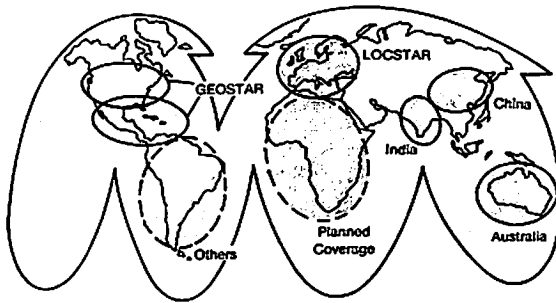 LOCSTAR
GEOSTAR
China
India
Others
Planned
Coverage
Australia